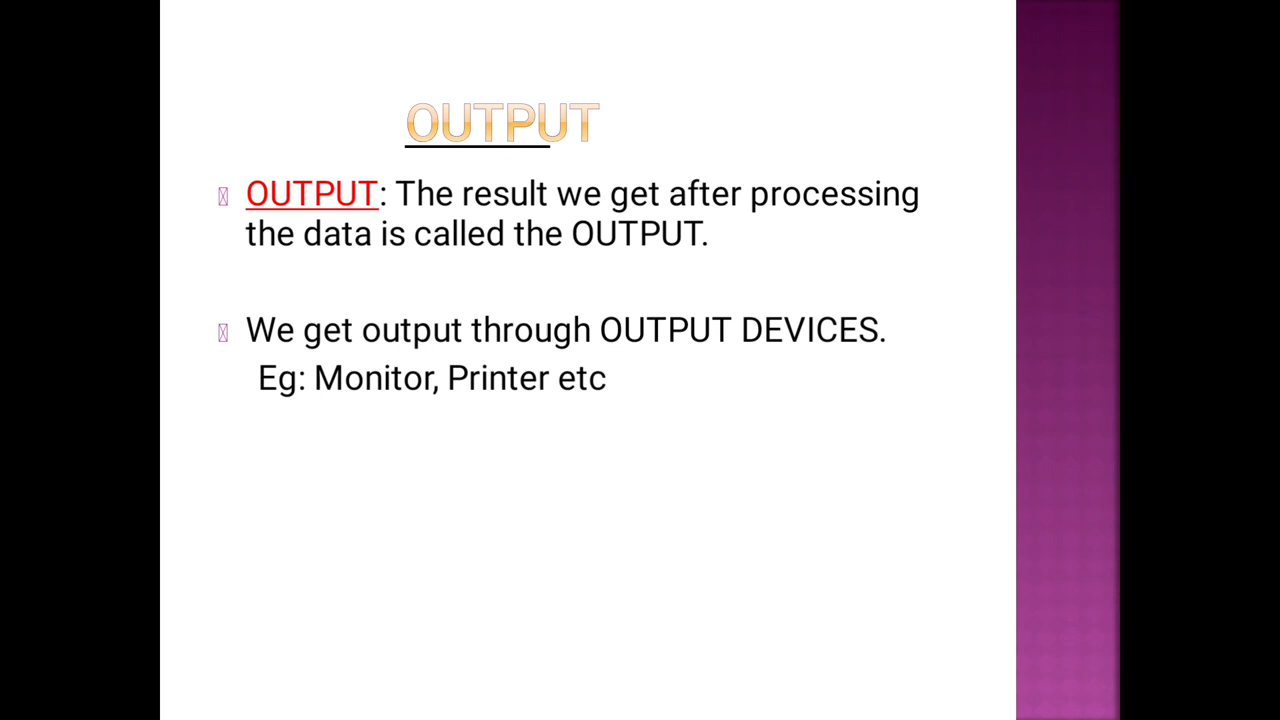 OUTPUT
OUTPUT: The result we get after processing
the data is called the OUTPUT.
We get output through OUTPUT DEVICES.
Eg: Monitor, Printer etc